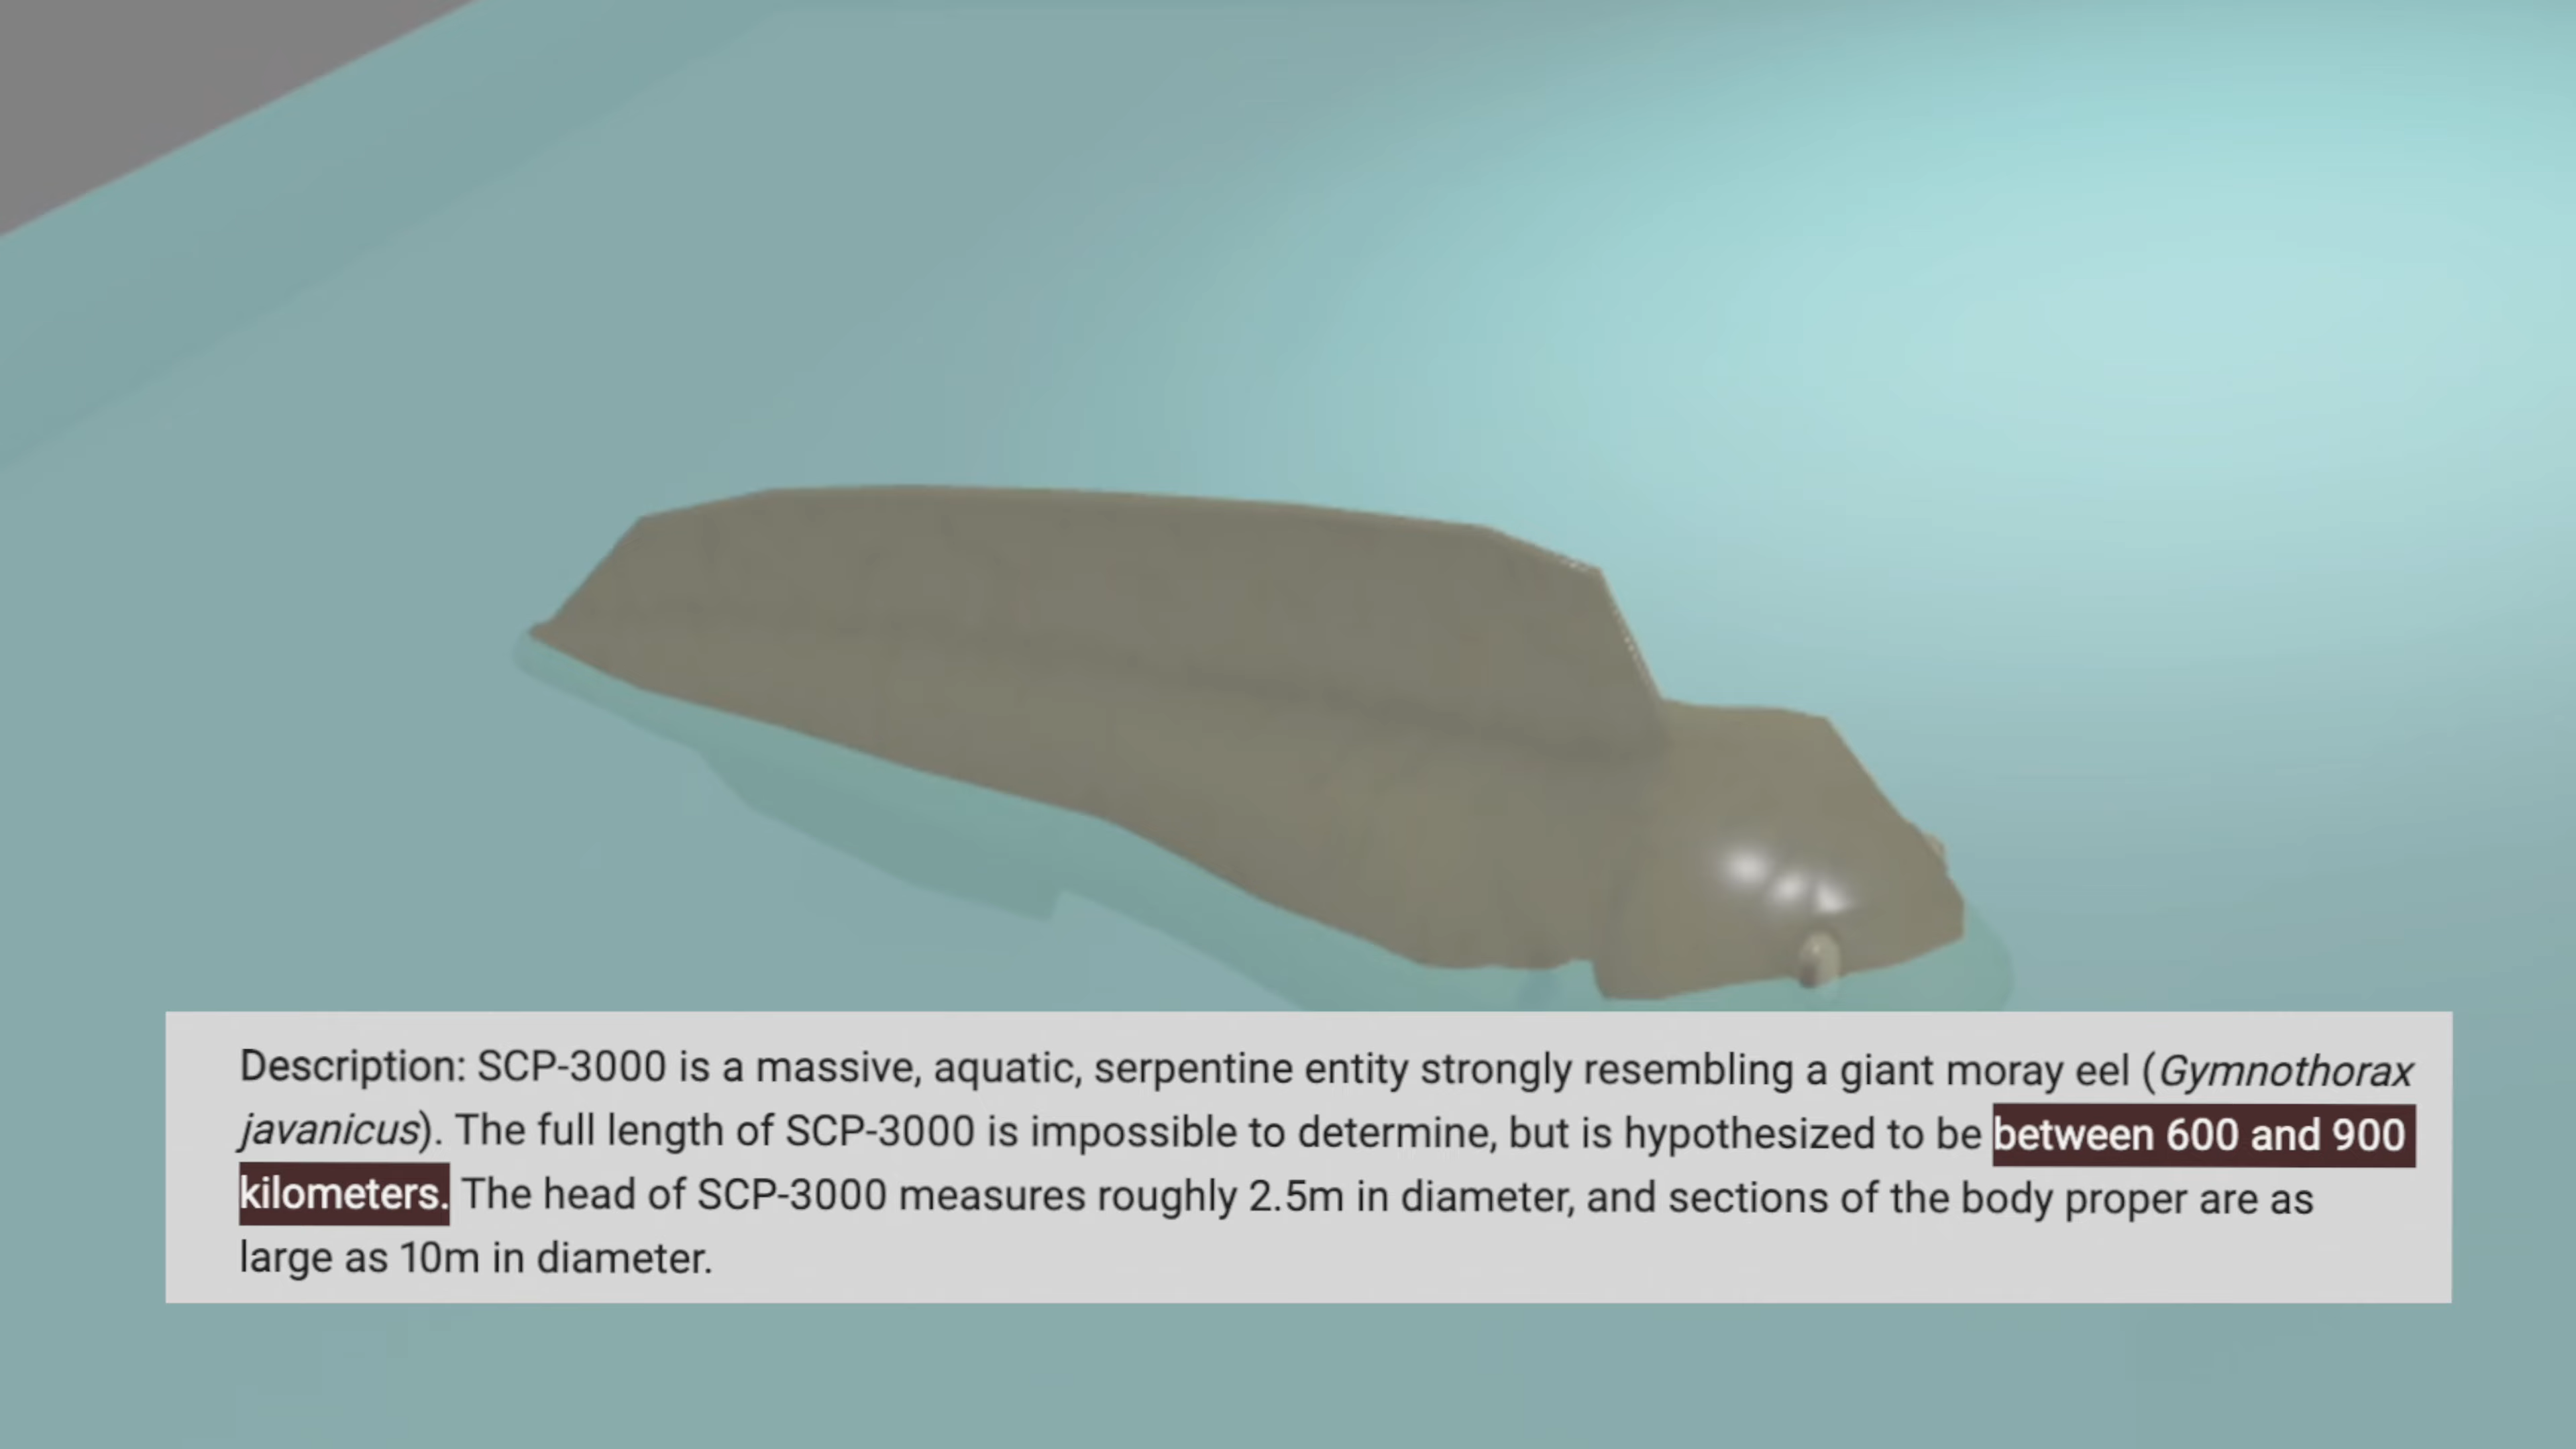 Description: SCP-3000 is a massive, aquatic, serpentine entity strongly resembling a giant moray eel (Gymnothorax
javanicus). The full length of SCP-3000 is impossible to determine, but is hypothesized to be between 600 and 900
kilometers. The head of SCP-3000 measures roughly 2.5m in diameter, and sections of the body proper are as
large as 10m in diameter.